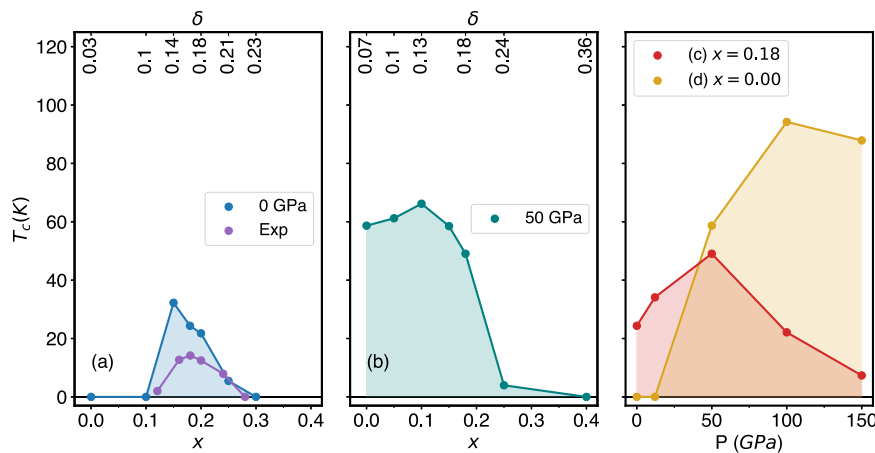 δ
δ
0.03
0.1
0.14
0.18
0.21
0.23
0.07
0.1
0.13
0.18
0.24
0.36
120
100
80
60
40
20
0
T_c(K)
0 GPa
Exp
50 GPa
(c) x = 0.18
(d) x = 0.00
(a)
(b)
0.0 0.1 0.2 0.3 0.4
0.0 0.1 0.2 0.3 0.4
0 50 100 150
x
x
P (GPa)